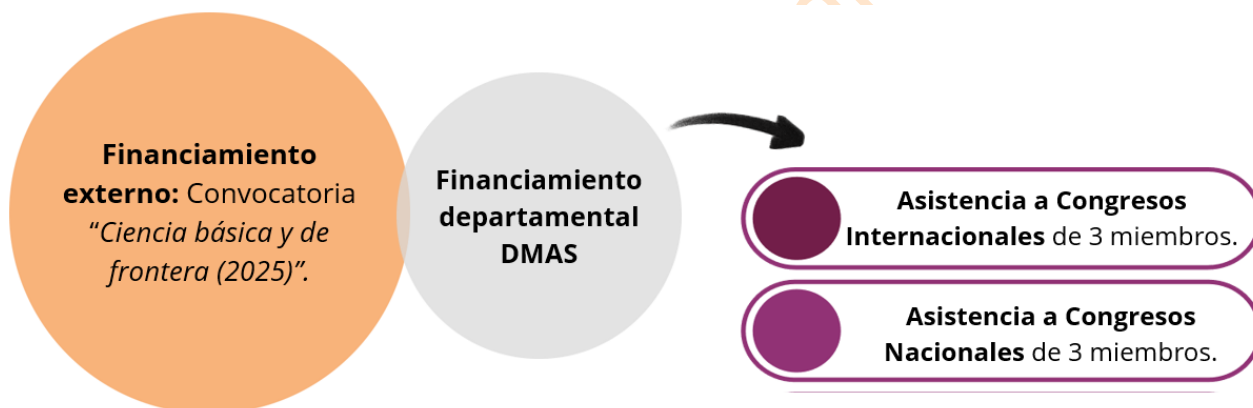 Financiamiento
externo: Convocatoria
“Ciencia básica y de
frontera (2025)”.
Financiamiento
departamental
DMAS
Asistencia a Congresos
Internacionales de 3 miembros.
Asistencia a Congresos
Nacionales de 3 miembros.